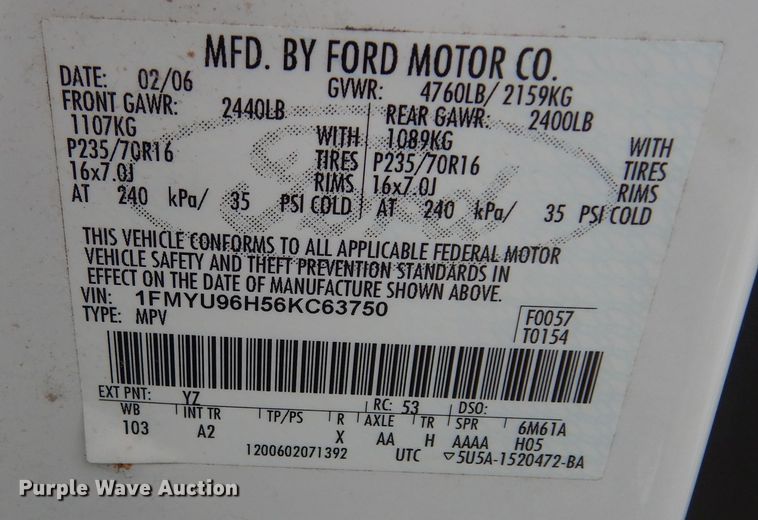 MFD. BY FORD MOTOR CO.
DATE: 02/06 GVWR: 4760LB/ 2159KG
FRONT GAWR: 2440LB REAR GAWR: 2400LB
1107KG WITH 1089KG WITH
P235/70R16 TIRES P235/70R16 TIRES
16x7.0J RIMS 16x7.0J RIMS
AT 240 kPa/ 35 PSI COLD AT 240 kPa/ 35 PSI COLD
Ford
THIS VEHICLE CONFORMS TO ALL APPLICABLE FEDERAL MOTOR
VEHICLE SAFETY AND THEFT PREVENTION STANDARDS IN
EFFECT ON THE DATE OF MANUFACTURE SHOWN ABOVE.
VIN: 1FMYU96H56KC63750
TYPE: MPV
F0057
T0154
EXT PNT: YZ RC: 53 DSO:
WB INT TR TP/PS R AXLE TR SPR 6M61A
103 A2 X AA H AAAA H05
1200602071392 UTC ▽5U5A-1520472-BA
Purple Wave Auction